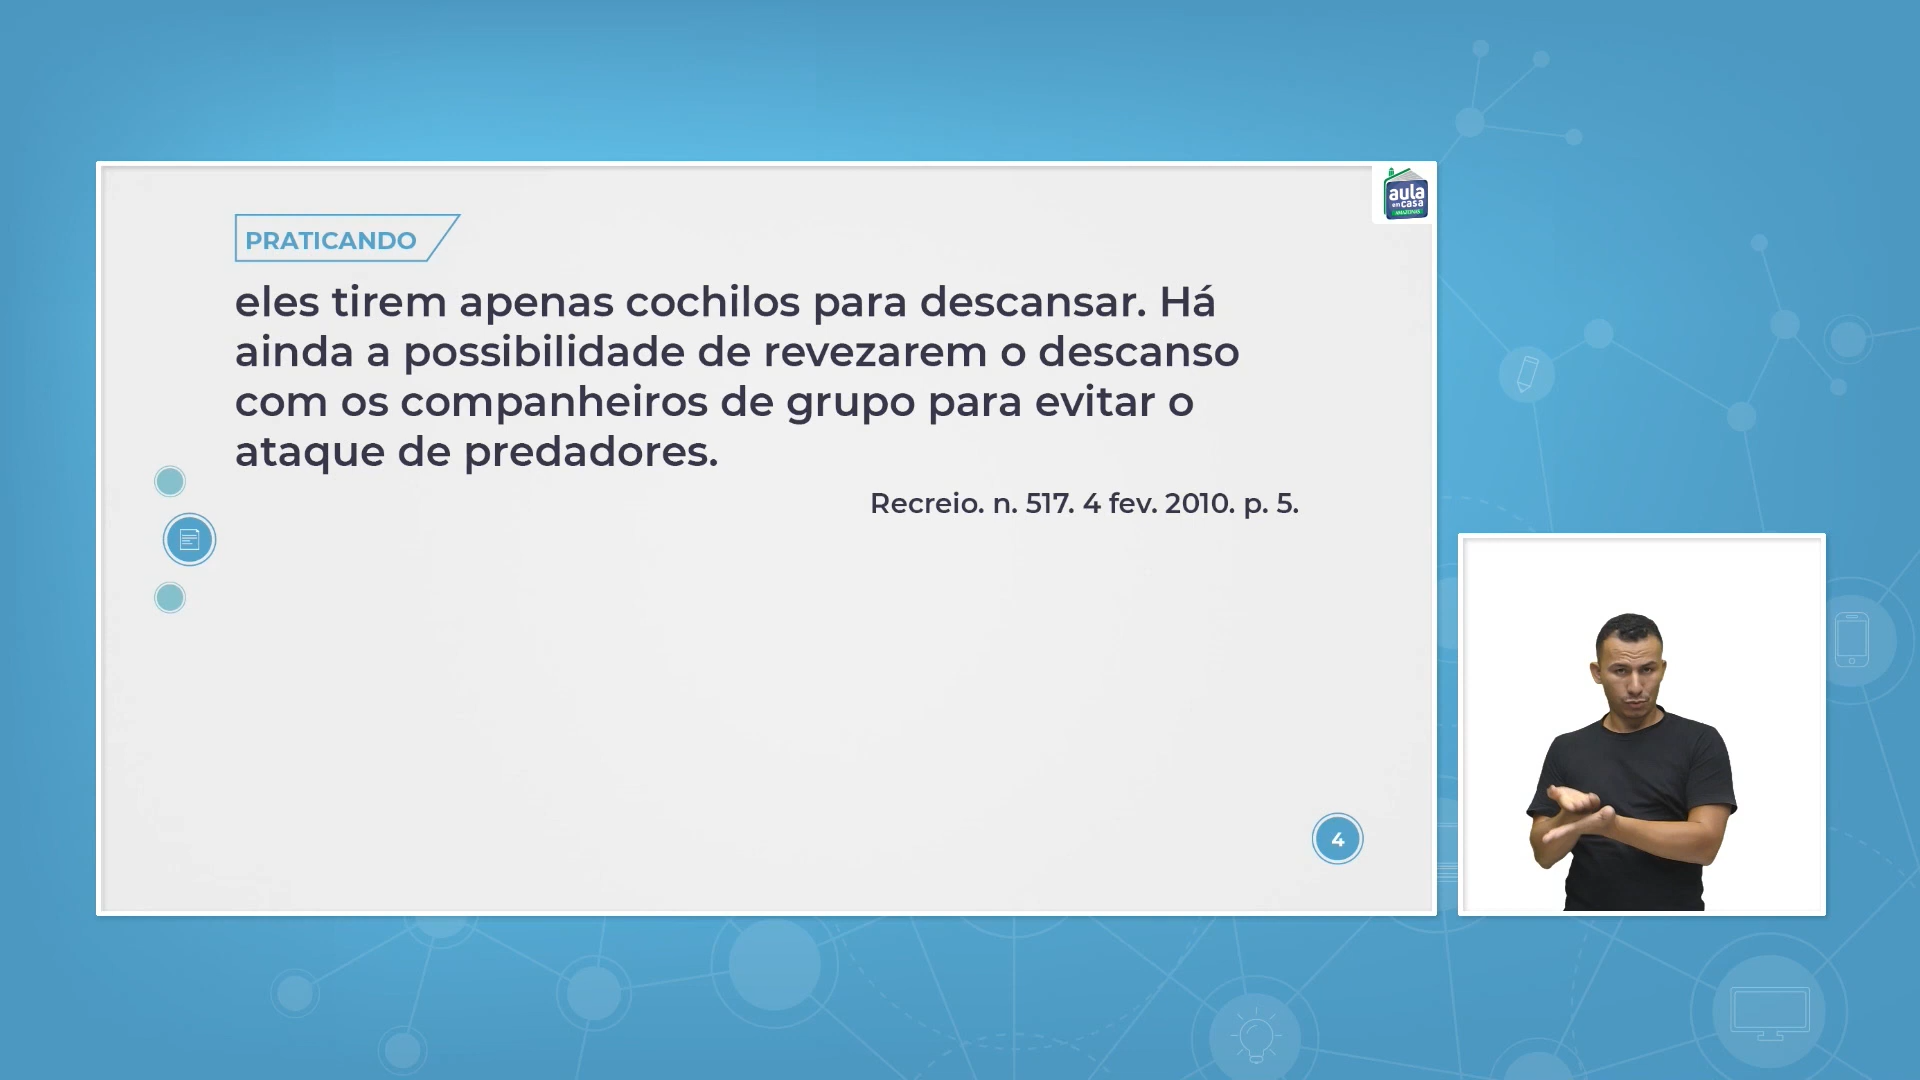 aula
em casa
AMAZONAS
PRATICANDO
eles tirem apenas cochilos para descansar. Há
ainda a possibilidade de revezarem o descanso
com os companheiros de grupo para evitar o
ataque de predadores.
Recreio. n. 517. 4 fev. 2010. p. 5.
4